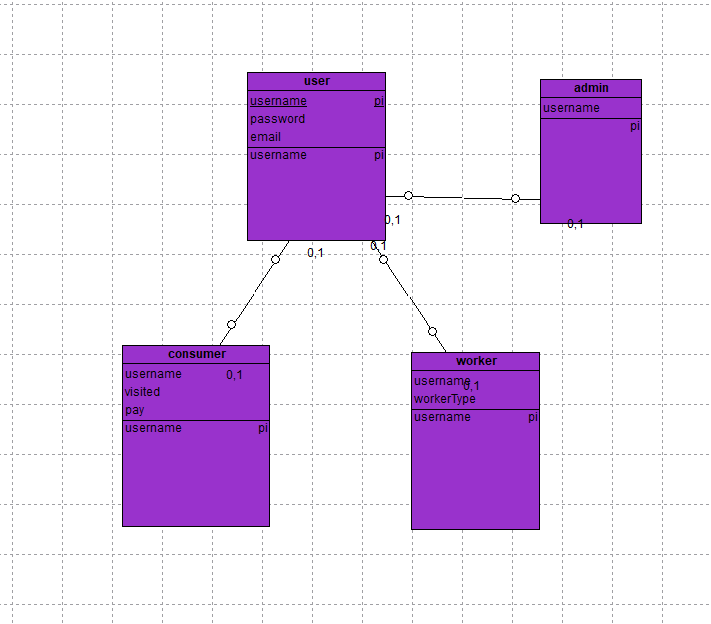 user
username pi
password
email
username pi
admin
username
pi
0,1
0,1
0,1
0,1
consumer
username 0,1
visited
pay
username pi
worker
username 0,1
workerType
username pi